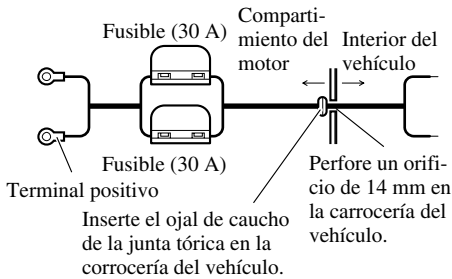 Fusible (30 A)
Comparti-
miento del
motor
Interior del
vehículo
Fusible (30 A)
Terminal positivo
Inserte el ojal de caucho
de la junta tórica en la
corrocería del vehículo.
Perfore un orifi-
cio de 14 mm en
la carrocería del
vehículo.